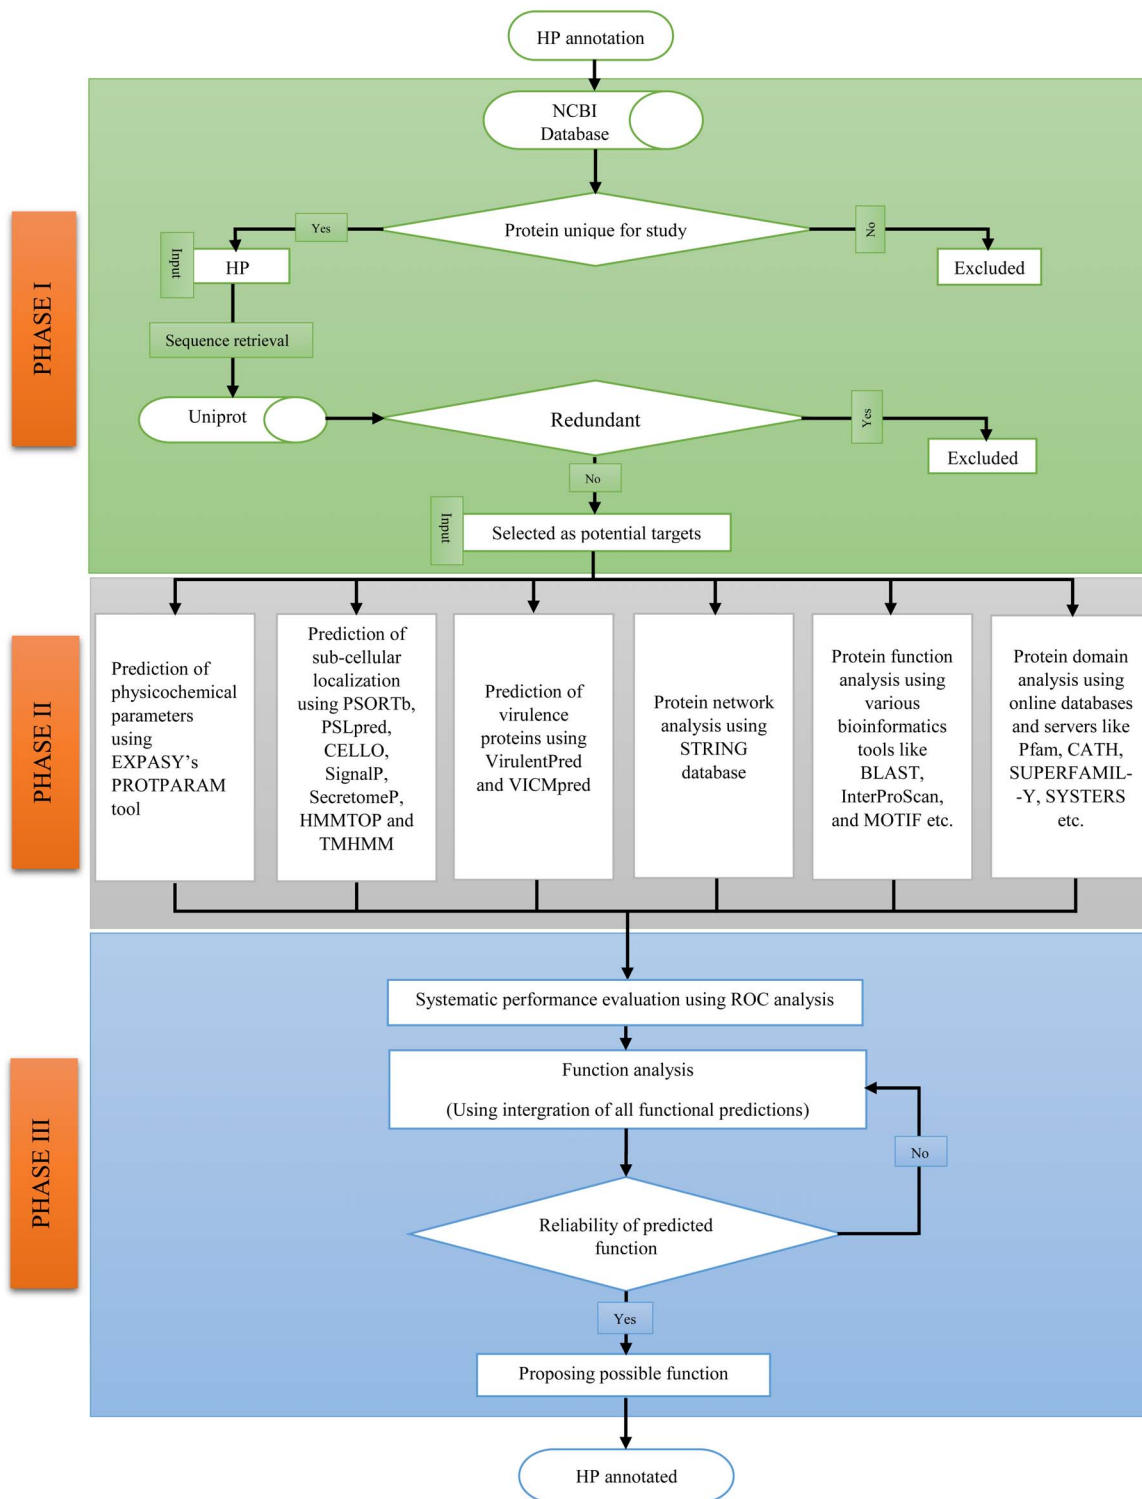 HP annotation
PHASE I
NCBI
Database
Protein unique for study
Yes
No
Input
HP
Excluded
Sequence retrieval
Uniprot
Redundant
Yes
Excluded
No
Input
Selected as potential targets
PHASE II
Prediction of
physicochemical
parameters
using
EXPASY’s
PROTPARAM
tool
Prediction of
sub-cellular
localization
using PSORTb,
PSLpred,
CELLO,
SignalP,
SecretomeP,
HMMTOP and
TMHMM
Prediction of
virulence
proteins using
VirulentPred
and VICMpred
Protein network
analysis using
STRING
database
Protein function
analysis using
various
bioinformatics
tools like
BLAST,
InterProScan,
and MOTIF etc.
Protein domain
analysis using
online databases
and servers like
Pfam, CATH,
SUPERFAMIL-
-Y, SYSTERS
etc.
PHASE III
Systematic performance evaluation using ROC analysis
Function analysis
(Using intergration of all functional predictions)
No
Reliability of predicted
function
Yes
Proposing possible function
HP annotated